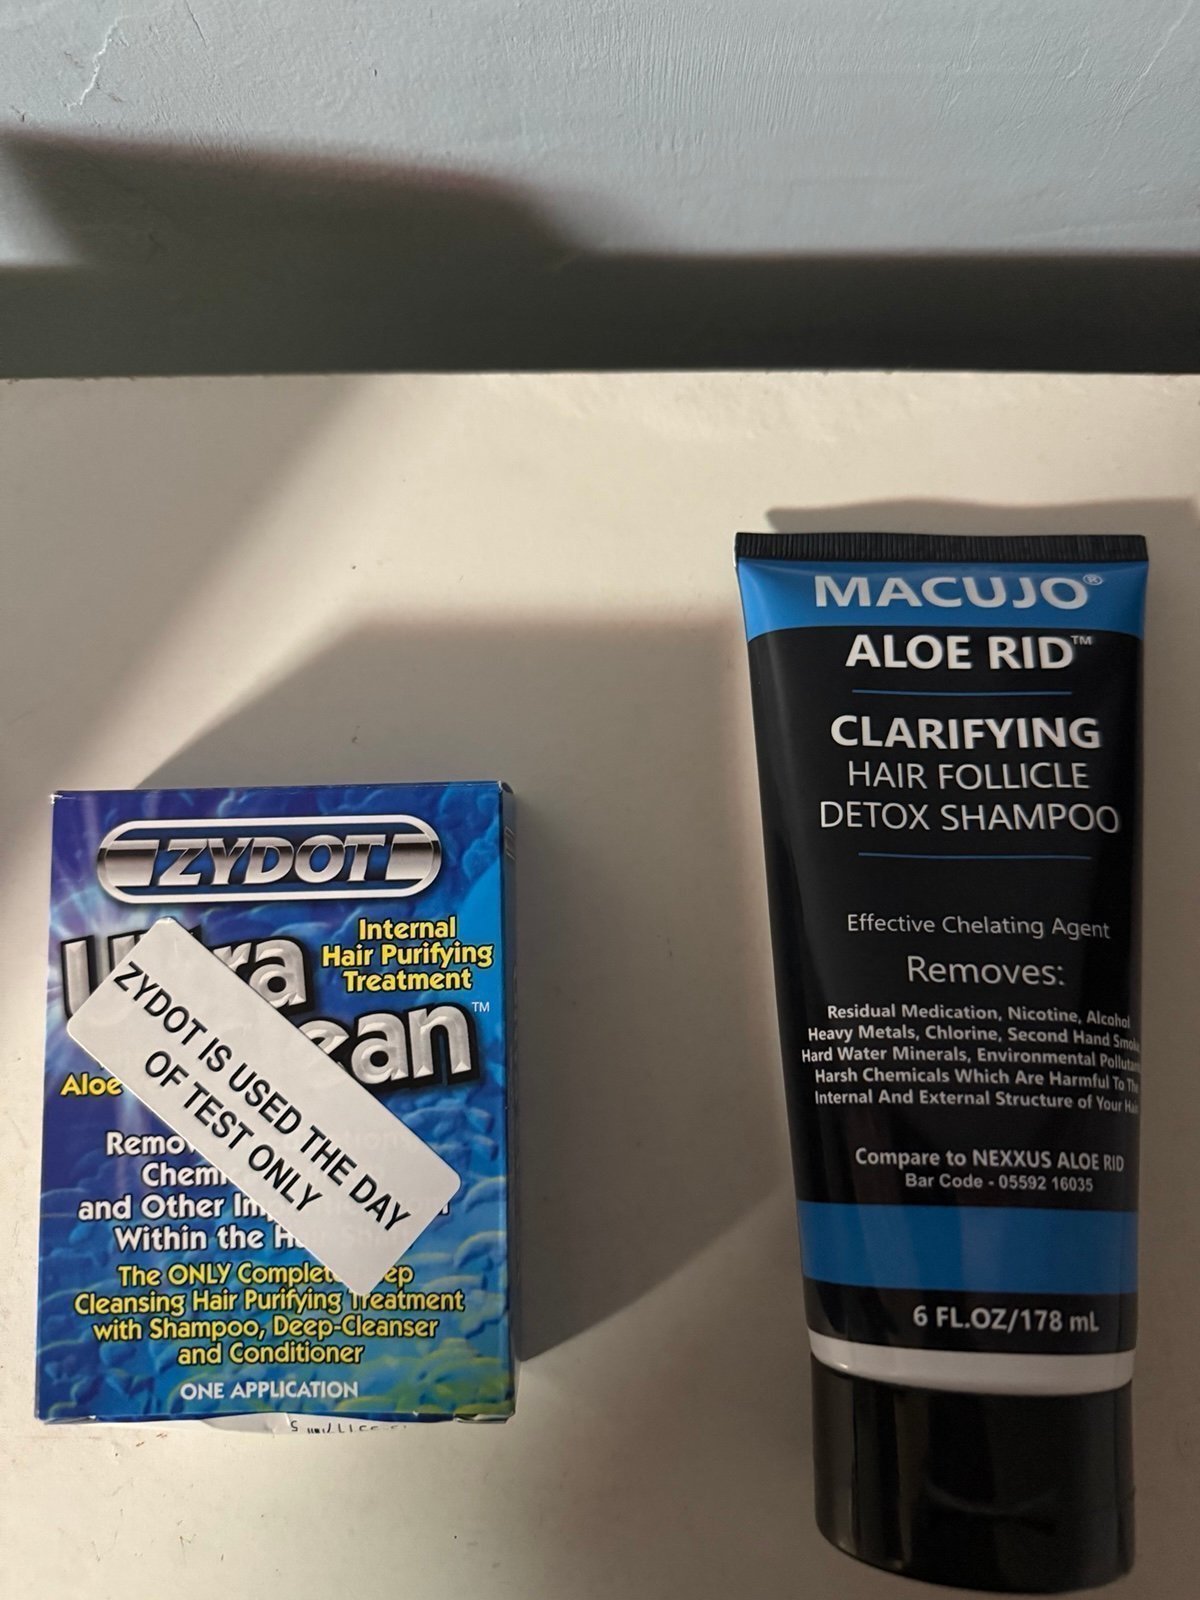 ZYDOT
Internal
Hair Purifying
Treatment
TM
Aloe
ZYDOT IS USED THE DAY
OF TEST ONLY
and Other
Within the
The ONLY
Cleansing Hair Purifying Treatment
with Shampoo, Deep-Cleanser
and Conditioner
ONE APPLICATION
MACUJO®
ALOE RID™
CLARIFYING
HAIR FOLLICLE
DETOX SHAMPOO
Effective Chelating Agent
Removes:
Residual Medication, Nicotine, Alcohol
Heavy Metals, Chlorine, Second Hand
Hard Water Minerals, Environmental
Harsh Chemicals Which Are Harmful To
Internal And External Structure of Your
Compare to NEXXUS ALOE RID
Bar Code - 05592 16035
6 FL.OZ/178 mL